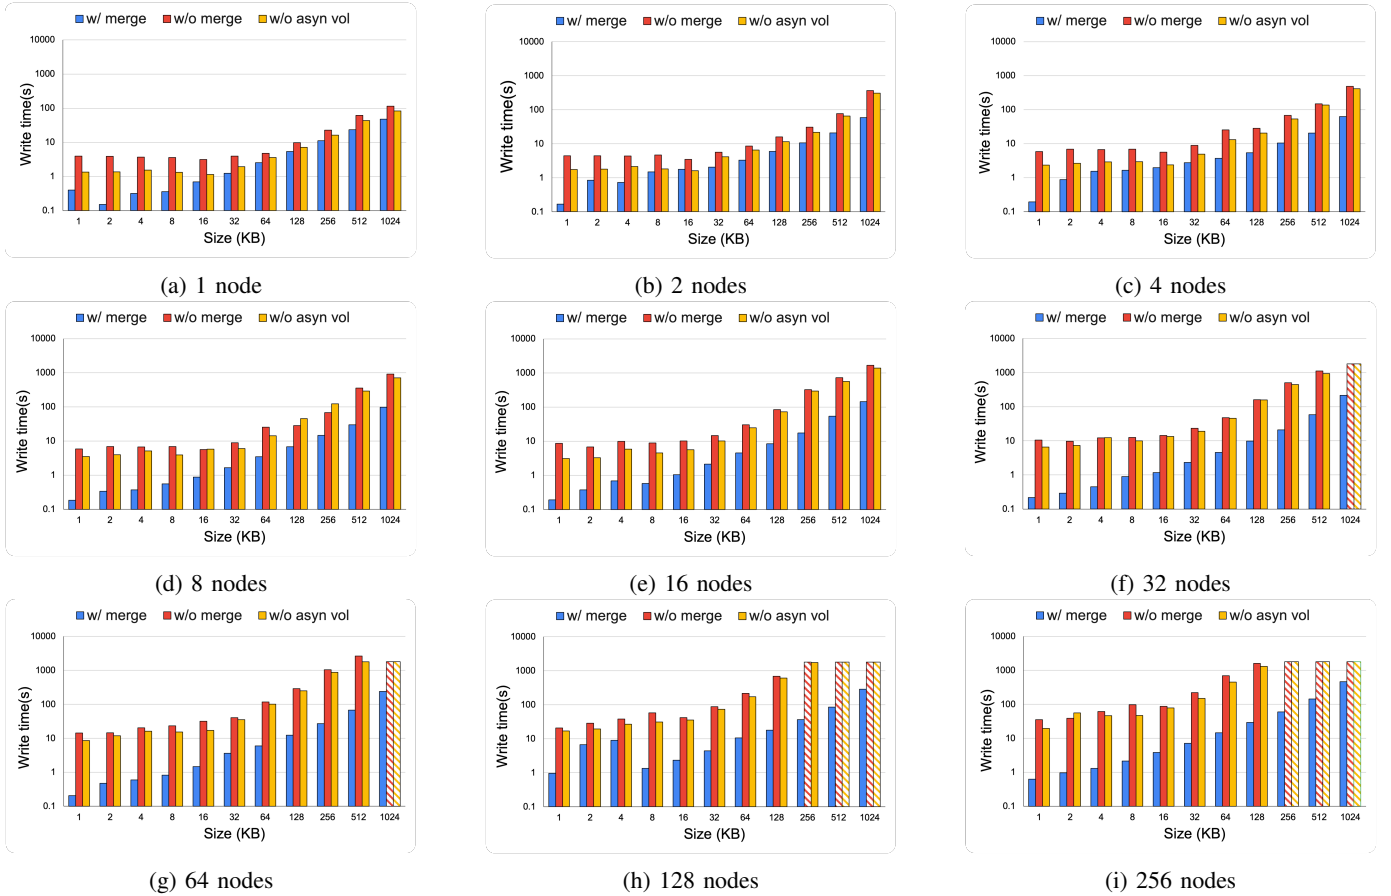 w/ merge w/o merge w/o asyn vol
10000
1000
100
10
1
0.1
Write time(s)
1 2 4 8 16 32 64 128 256 512 1024
Size (KB)
(a) 1 node
w/ merge w/o merge w/o asyn vol
10000
1000
100
10
1
0.1
Write time(s)
1 2 4 8 16 32 64 128 256 512 1024
Size (KB)
(b) 2 nodes
w/ merge w/o merge w/o asyn vol
10000
1000
100
10
1
0.1
Write time(s)
1 2 4 8 16 32 64 128 256 512 1024
Size (KB)
(c) 4 nodes
w/ merge w/o merge w/o asyn vol
10000
1000
100
10
1
0.1
Write time(s)
1 2 4 8 16 32 64 128 256 512 1024
Size (KB)
(d) 8 nodes
w/ merge w/o merge w/o asyn vol
10000
1000
100
10
1
0.1
Write time(s)
1 2 4 8 16 32 64 128 256 512 1024
Size (KB)
(e) 16 nodes
w/ merge w/o merge w/o asyn vol
10000
1000
100
10
1
0.1
Write time(s)
1 2 4 8 16 32 64 128 256 512 1024
Size (KB)
(f) 32 nodes
w/ merge w/o merge w/o asyn vol
10000
1000
100
10
1
0.1
Write time(s)
1 2 4 8 16 32 64 128 256 512 1024
Size (KB)
(g) 64 nodes
w/ merge w/o merge w/o asyn vol
10000
1000
100
10
1
0.1
Write time(s)
1 2 4 8 16 32 64 128 256 512 1024
Size (KB)
(h) 128 nodes
w/ merge w/o merge w/o asyn vol
10000
1000
100
10
1
0.1
Write time(s)
1 2 4 8 16 32 64 128 256 512 1024
Size (KB)
(i) 256 nodes